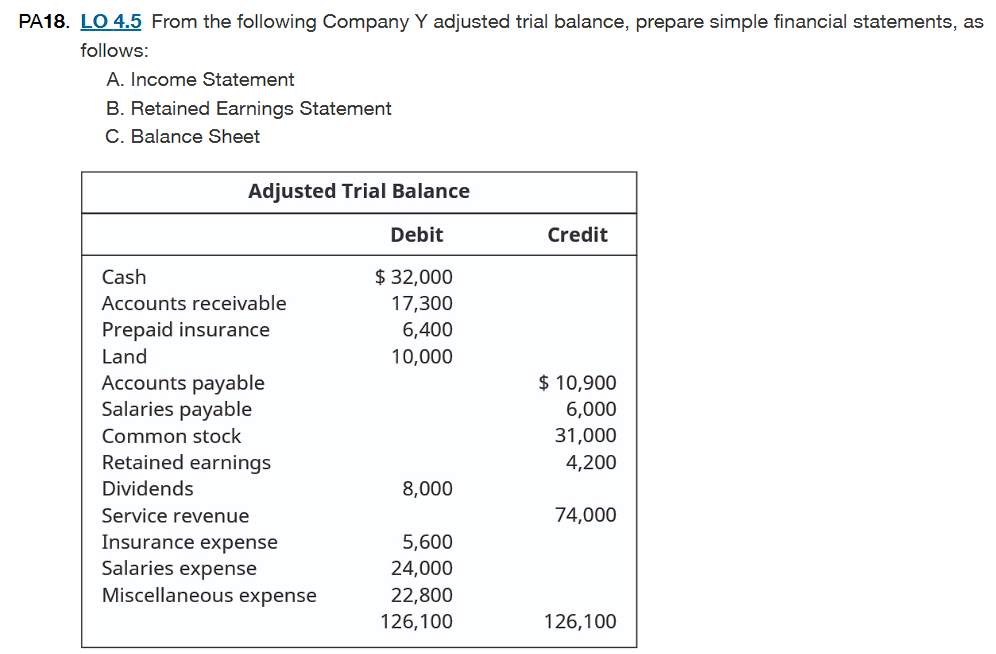 PA18. LO 4.5 From the following Company Y adjusted trial balance, prepare simple financial statements, as
follows:
A. Income Statement
B. Retained Earnings Statement
C. Balance Sheet
Adjusted Trial Balance
Debit Credit
Cash $ 32,000
Accounts receivable 17,300
Prepaid insurance 6,400
Land 10,000
Accounts payable $ 10,900
Salaries payable 6,000
Common stock 31,000
Retained earnings 4,200
Dividends 8,000
Service revenue 74,000
Insurance expense 5,600
Salaries expense 24,000
Miscellaneous expense 22,800
126,100 126,100